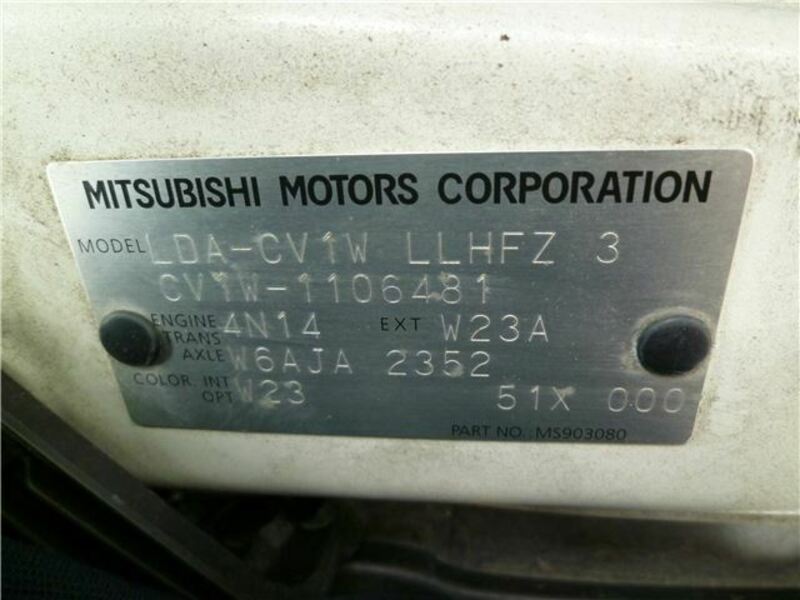 MITSUBISHI MOTORS CORPORATION
MODEL LDA-CV1W LLHFZ 3
CV1W-1106481
ENGINE 4N14 EXT W23A
TRANS
AXLE W6AJA 2352
COLOR. INT
OPT W23 51X 000
PART NO. MS903080